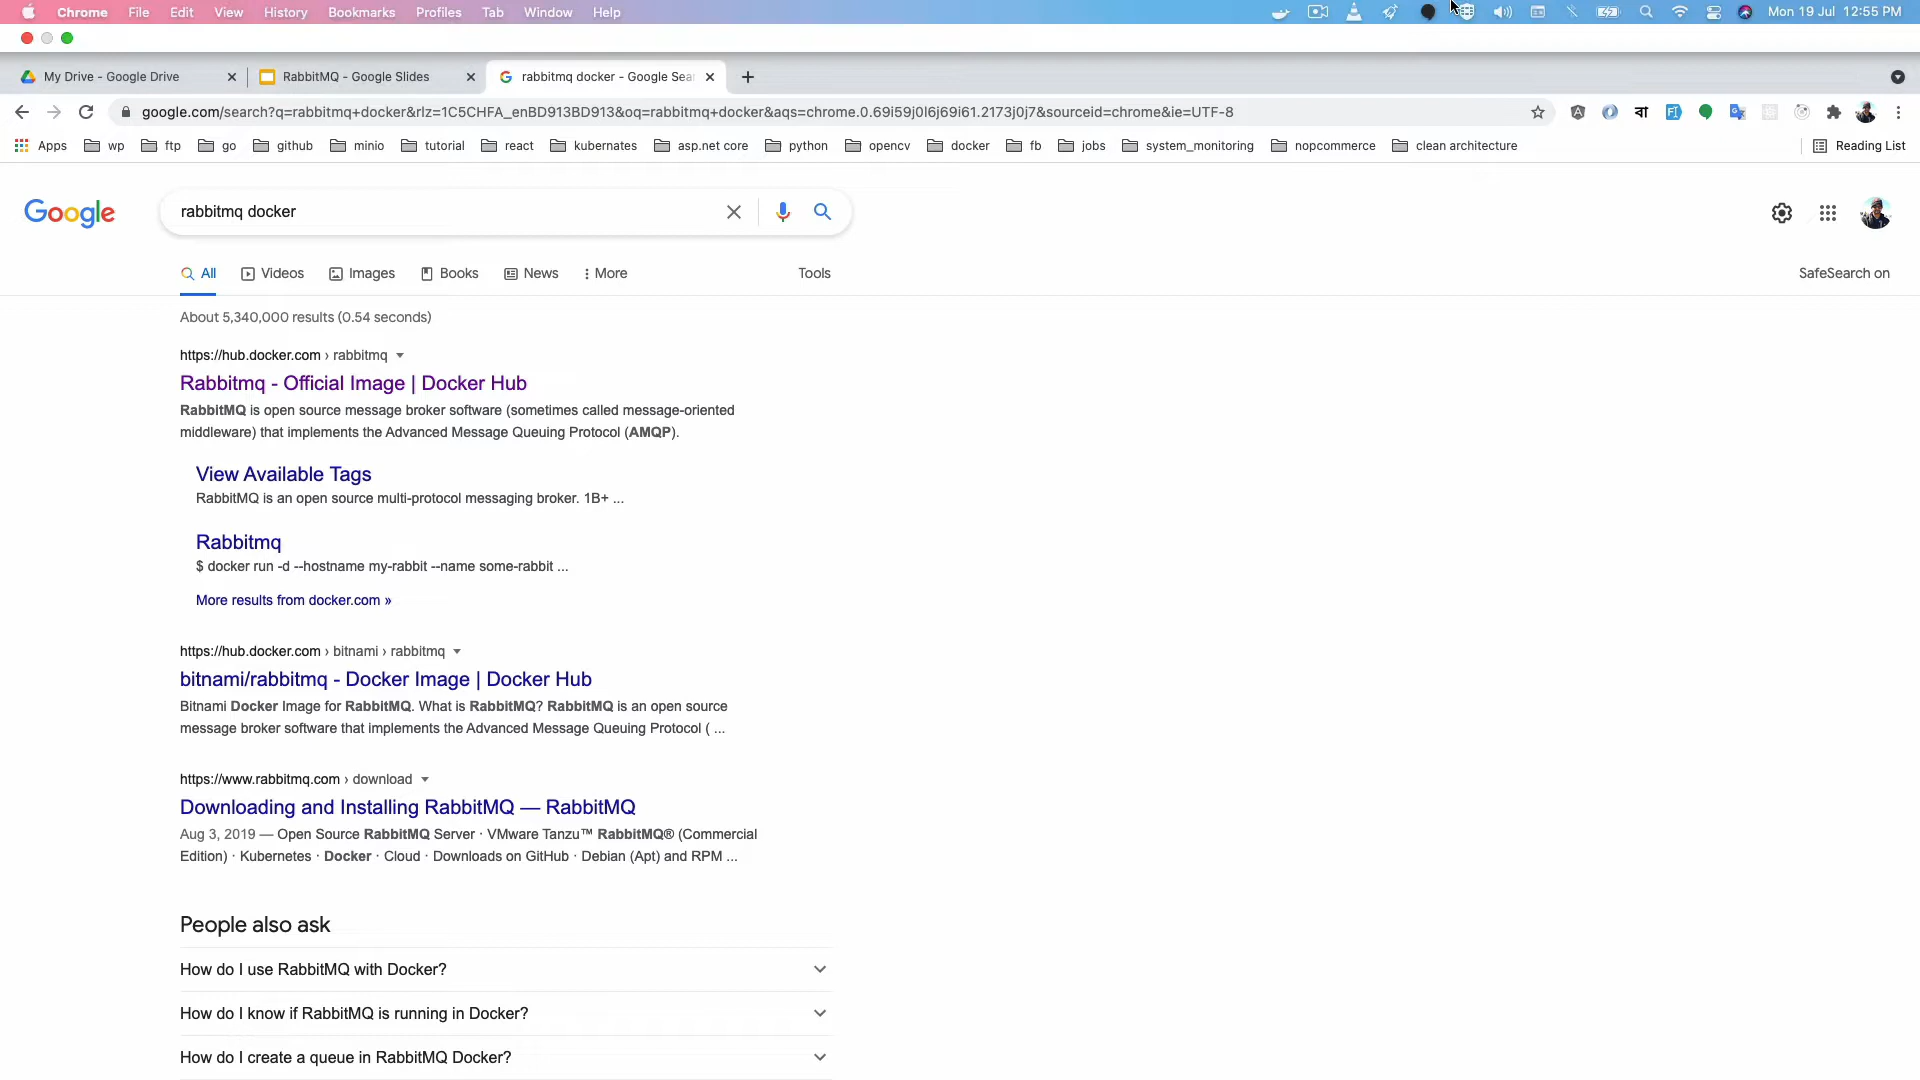 Chrome File Edit View History Bookmarks Profiles Tab Window Help Mon 19 Jul 12:55 PM
My Drive - Google Drive RabbitMQ - Google Slides rabbitmq docker - Google Sea
google.com/search?q=rabbitmq+docker&rlz=1C5CHFA_enBD913BD913&oq=rabbitmq+docker&aqs=chrome.0.69i59j0l6j69i61.2173j0j7&sourceid=chrome&ie=UTF-8
Apps wp ftp go github minio tutorial react kubernates asp.net core python opencv docker fb jobs system_monitoring nopcommerce clean architecture Reading List
Google rabbitmq docker
All Videos Images Books News More Tools SafeSearch on
About 5,340,000 results (0.54 seconds)
https://hub.docker.com › rabbitmq
Rabbitmq - Official Image | Docker Hub
RabbitMQ is open source message broker software (sometimes called message-oriented
middleware) that implements the Advanced Message Queuing Protocol (AMQP).
View Available Tags
RabbitMQ is an open source multi-protocol messaging broker. 1B+ ...
Rabbitmq
$ docker run -d --hostname my-rabbit --name some-rabbit ...
More results from docker.com »
https://hub.docker.com › bitnami › rabbitmq
bitnami/rabbitmq - Docker Image | Docker Hub
Bitnami Docker Image for RabbitMQ. What is RabbitMQ? RabbitMQ is an open source
message broker software that implements the Advanced Message Queuing Protocol ( ...
https://www.rabbitmq.com › download
Downloading and Installing RabbitMQ — RabbitMQ
Aug 3, 2019 — Open Source RabbitMQ Server · VMware Tanzu™ RabbitMQ® (Commercial
Edition) · Kubernetes · Docker · Cloud · Downloads on GitHub · Debian (Apt) and RPM ...
People also ask
How do I use RabbitMQ with Docker?
How do I know if RabbitMQ is running in Docker?
How do I create a queue in RabbitMQ Docker?